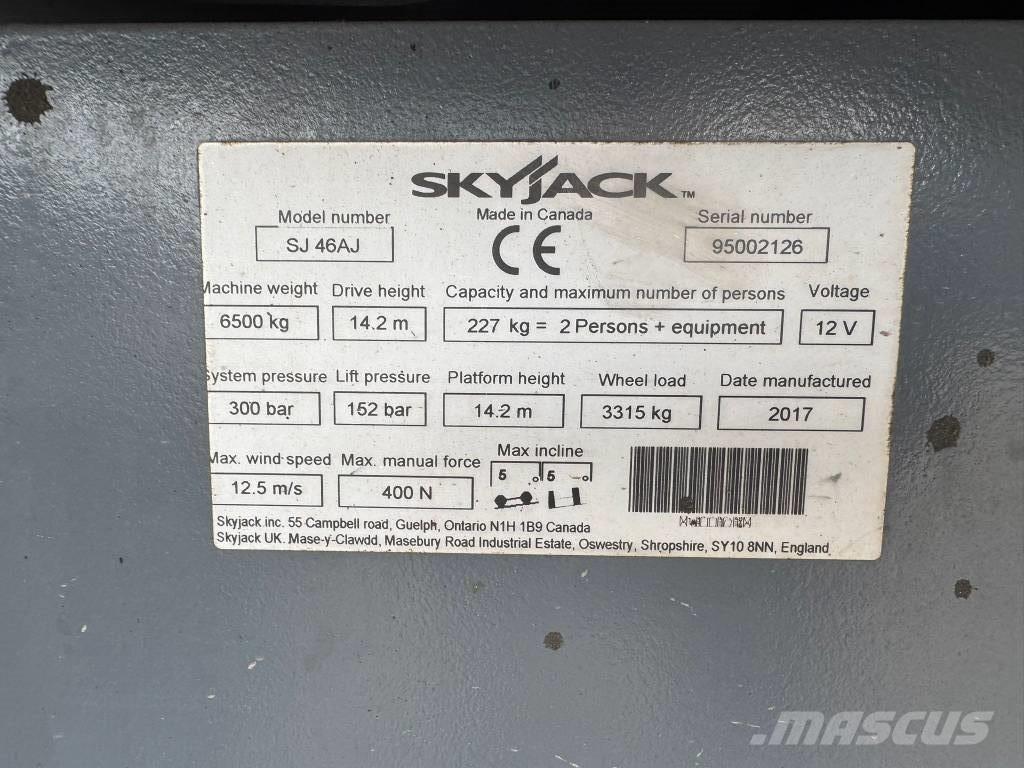 SKYJACK™
Made in Canada
Model number
SJ 46AJ
CE
Serial number
95002126
Machine weight Drive height Capacity and maximum number of persons Voltage
6500 kg 14.2 m 227 kg = 2 Persons + equipment 12 V
System pressure Lift pressure Platform height Wheel load Date manufactured
300 bar 152 bar 14.2 m 3315 kg 2017
Max. wind speed Max. manual force Max incline
12.5 m/s 400 N 5 ° 5 °
Skyjack inc. 55 Campbell road, Guelph, Ontario N1H 1B9 Canada
Skyjack UK. Mase-y-Clawdd, Masebury Road Industrial Estate, Oswestry, Shropshire, SY10 8NN, England
MASCUS